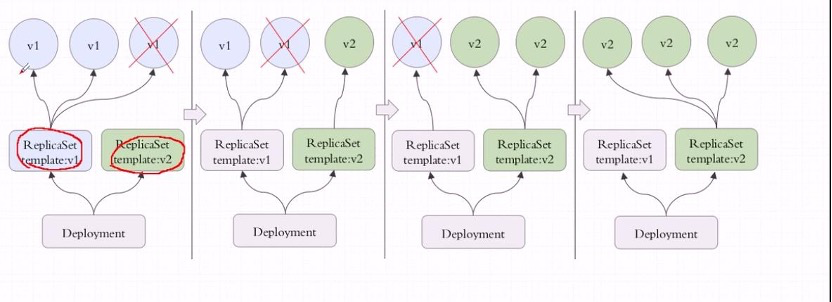 v1
v1
v1
v1
v1
v2
v1
v2
v2
v2
v2
v2
ReplicaSet
template:v1
ReplicaSet
template:v2
ReplicaSet
template:v1
ReplicaSet
template:v2
ReplicaSet
template:v1
ReplicaSet
template:v2
ReplicaSet
template:v1
ReplicaSet
template:v2
Deployment
Deployment
Deployment
Deployment